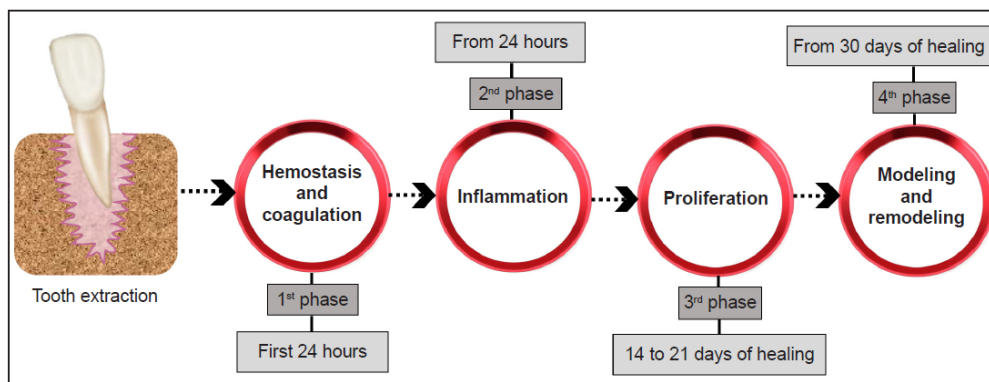 Tooth extraction
Hemostasis
and
coagulation
1st phase
First 24 hours
From 24 hours
2nd phase
Inflammation
Proliferation
3rd phase
14 to 21 days of healing
From 30 days of healing
4th phase
Modeling
and
remodeling